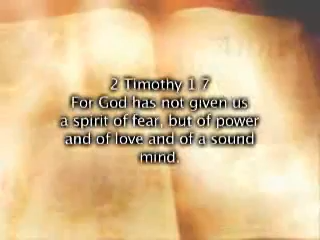 2 Timothy 1 7
For God has not given us
a spirit of fear, but of power
and of love and of a sound
mind.